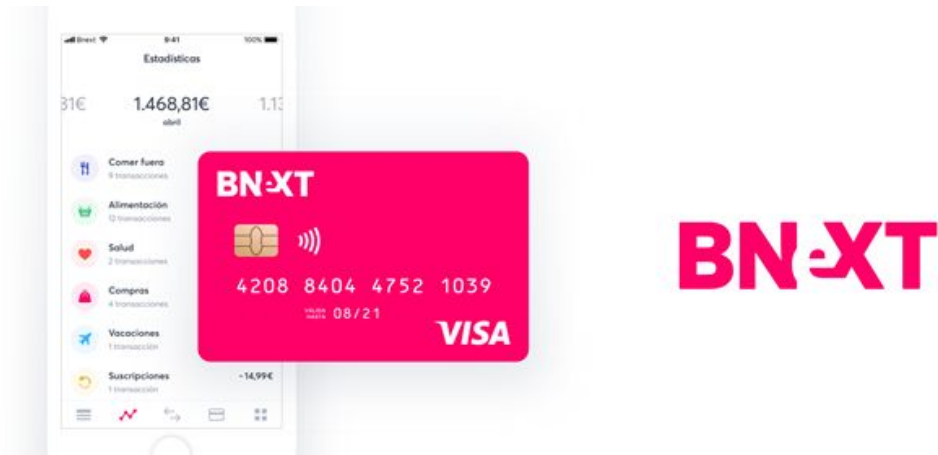 Bnext 9:41 100%
Estadísticas
31€ 1.468,81€ 1.13
abril
Comer fuera
9 transacciones
Alimentación
12 transacciones
Salud
2 transacciones
Compras
4 transacciones
Vacaciones
1 transacción
Suscripciones -14,99€
1 transacción
BNeXT
4208 8404 4752 1039
VÁLIDA HASTA 08/21
VISA
BNeXT